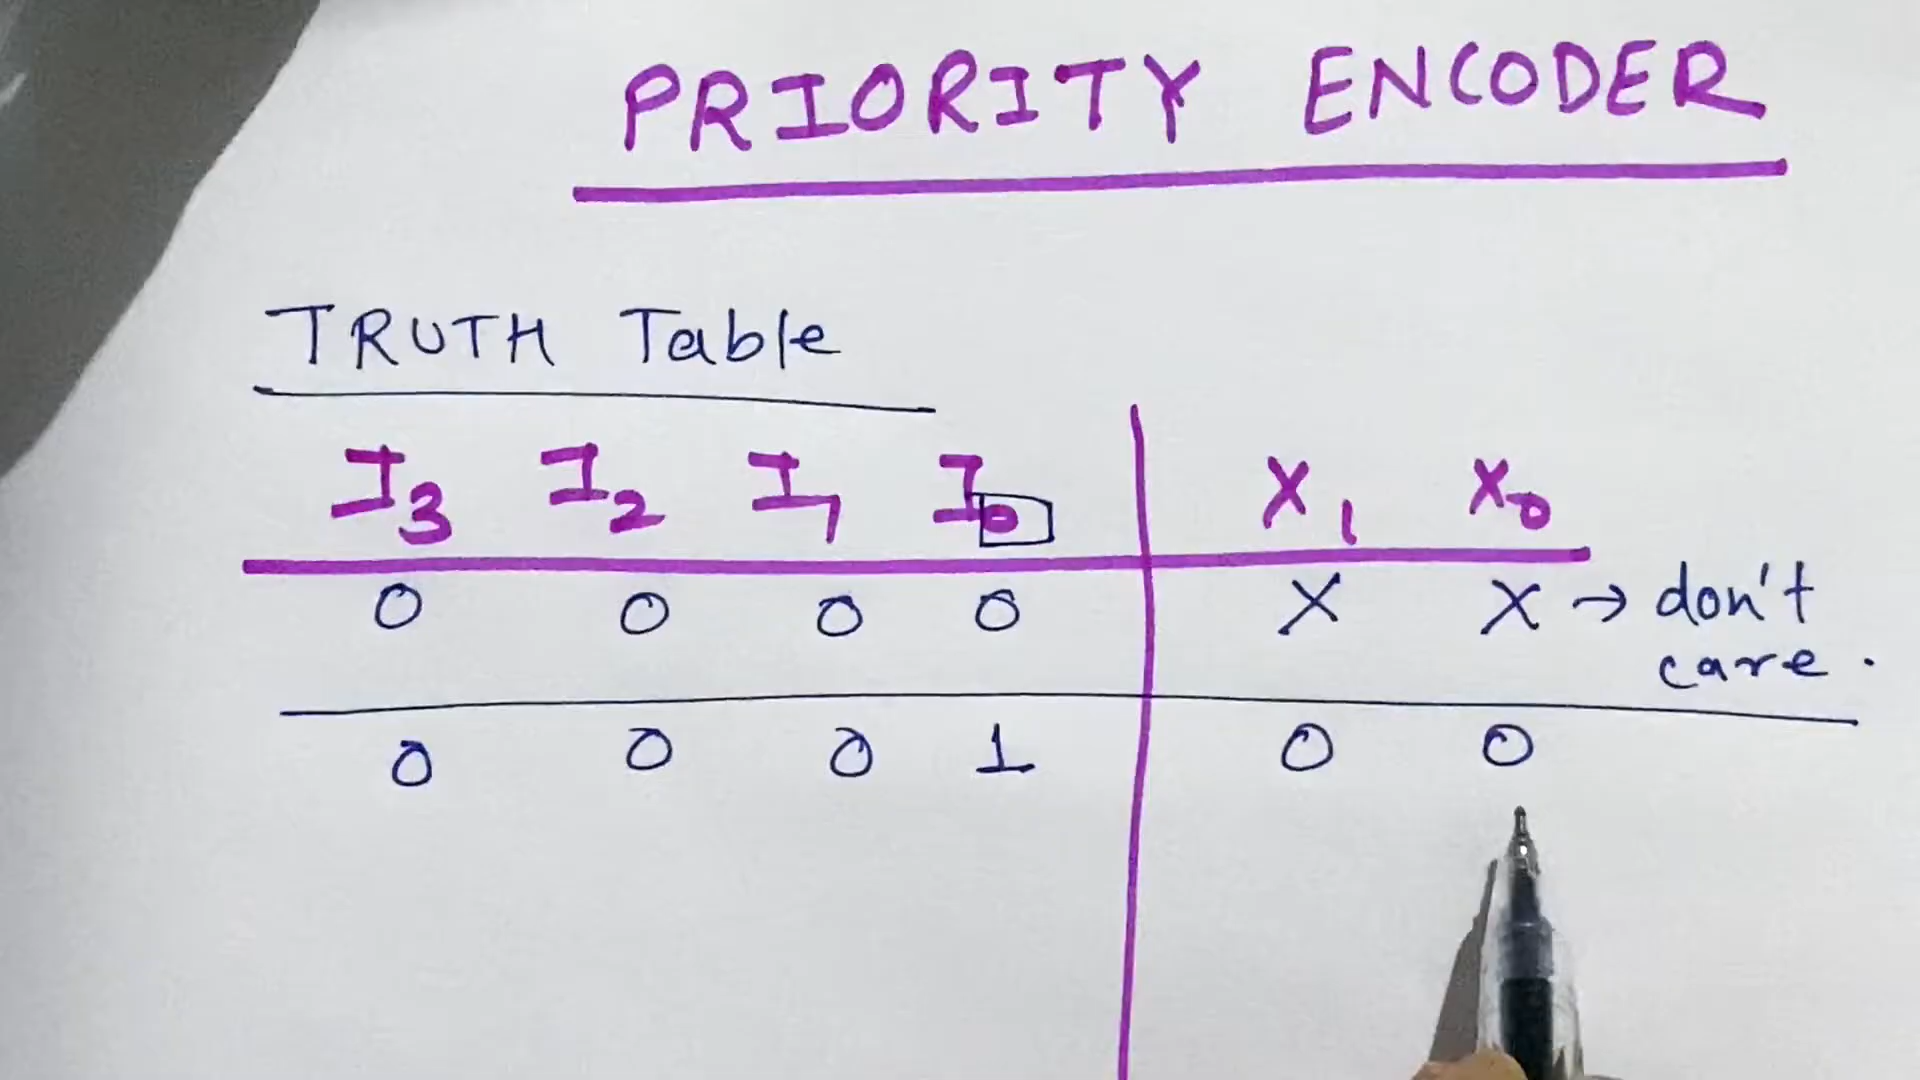 PRIORITY ENCODER
TRUTH Table
I3 I2 I1 I0 X1 X0
0 0 0 0 X X → don't
care.
0 0 0 1 0 0